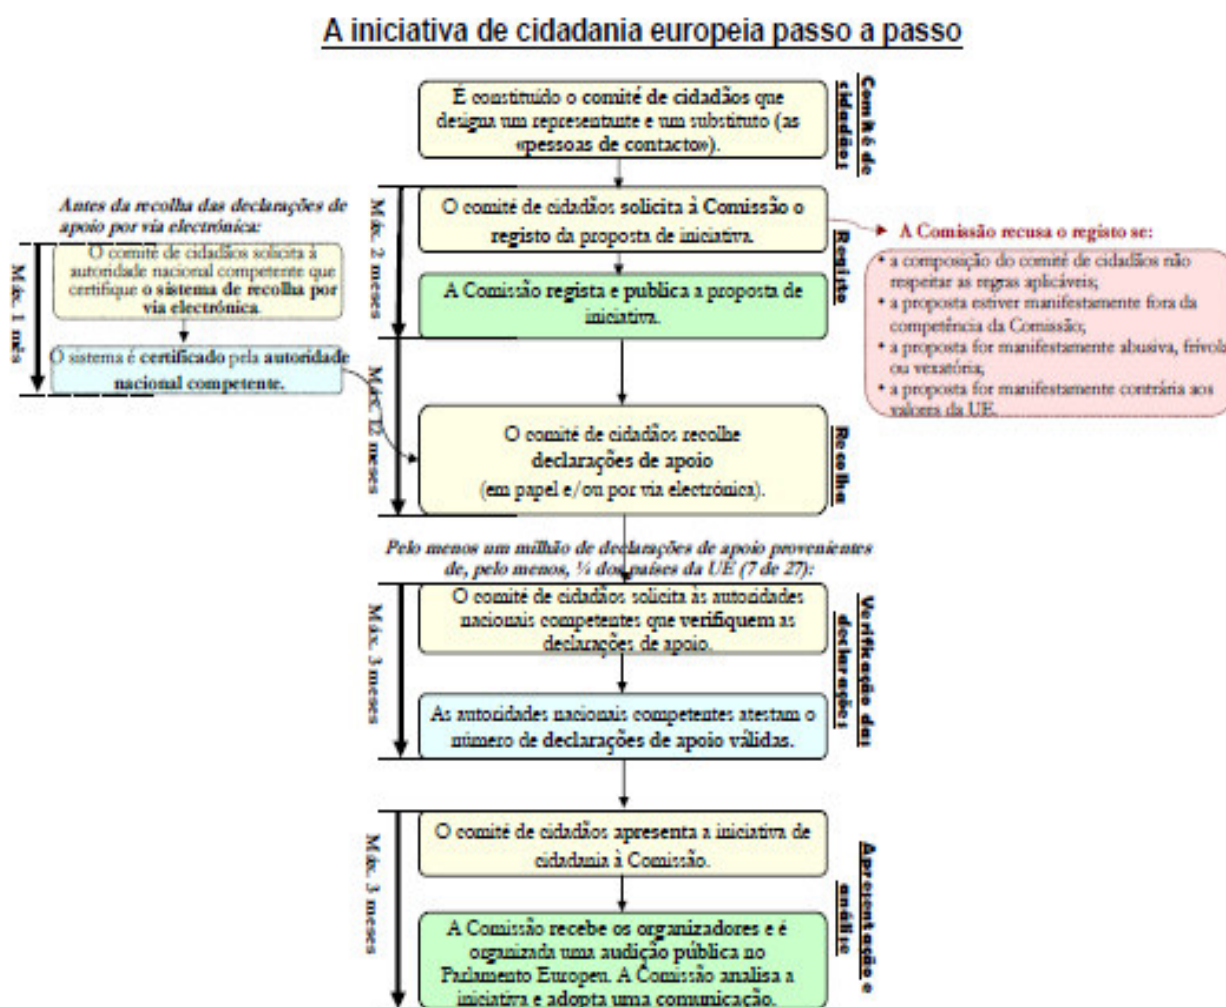 A iniciativa de cidadania europeia passo a passo
É constituído o comité de cidadãos que
designa um representante e um substituto (as
«pessoas de contacto»).
Comité de
cidadãos
O comité de cidadãos solicita à Comissão o
registo da proposta de iniciativa.
A Comissão regista e publica a proposta de
iniciativa.
Máx. 2 meses
Registo
Antes da recolha das declarações de
apoio por via electrónica:
O comité de cidadãos solicita à
autoridade nacional competente que
certifique o sistema de recolha por
via electrónica.
O sistema é certificado pela autoridade
nacional competente.
Máx. 1 mês
A Comissão recusa o registo se:
• a composição do comité de cidadãos não
respeitar as regras aplicáveis;
• a proposta estiver manifestamente fora da
competência da Comissão;
• a proposta for manifestamente abusiva, frívola
ou vexatória;
• a proposta for manifestamente contrária aos
valores da UE.
O comité de cidadãos recolhe
declarações de apoio
(em papel e/ou por via electrónica).
Máx. 12 meses
Recolha
Pelo menos um milhão de declarações de apoio provenientes
de, pelo menos, ¼ dos países da UE (7 de 27):
O comité de cidadãos solicita às autoridades
nacionais competentes que verifiquem as
declarações de apoio.
As autoridades nacionais competentes atestam o
número de declarações de apoio válidas.
Máx. 3 meses
Verificação das
declarações
O comité de cidadãos apresenta a iniciativa de
cidadania à Comissão.
A Comissão recebe os organizadores e é
organizada uma audição pública no
Parlamento Europeu. A Comissão analisa a
iniciativa e adopta uma comunicação.
Máx. 3 meses
Apresentação e
análise